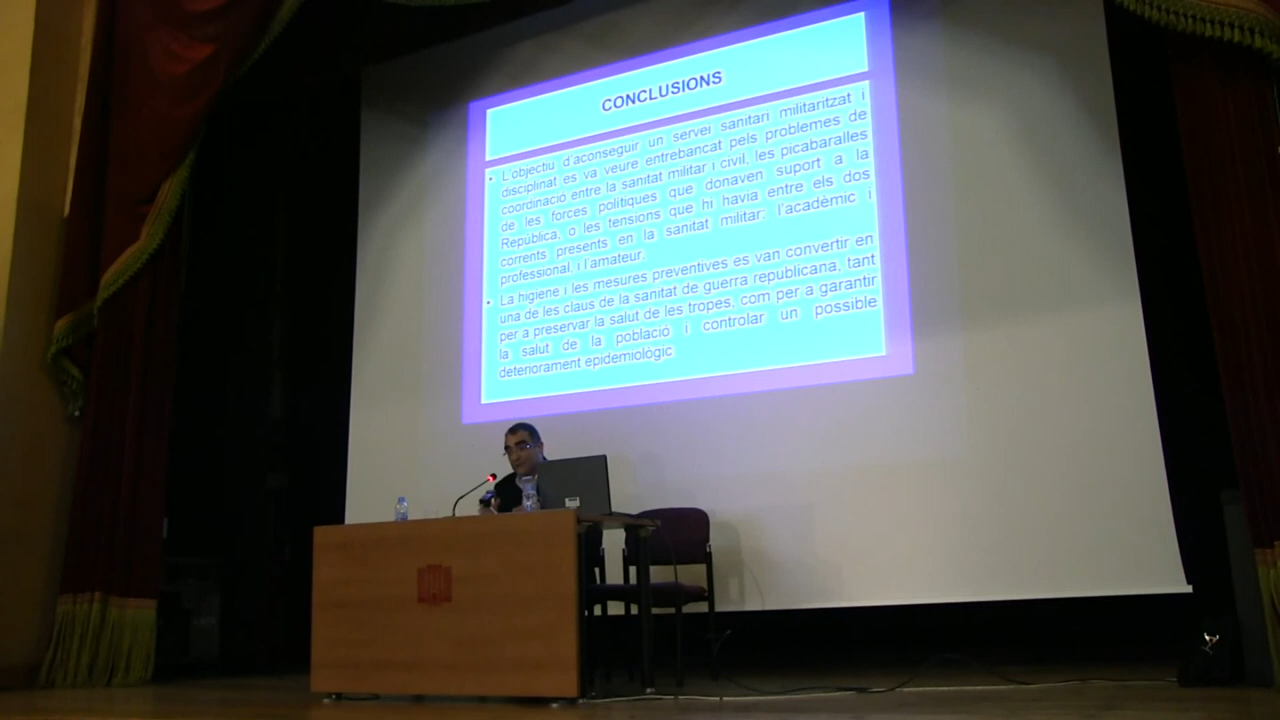 CONCLUSIONS
• L'objectiu d'aconseguir un servei sanitari militaritzat i
disciplinat es va veure entrebancat pels problemes de
coordinació entre la sanitat militar i civil, les picabaralles
de les forces polítiques que donaven suport a la
República, o les tensions que hi havia entre els dos
corrents presents en la sanitat militar: l'acadèmic i
professional, i l'amateur.
• La higiene i les mesures preventives es van convertir en
una de les claus de la sanitat de guerra republicana, tant
per a preservar la salut de les tropes, com per a garantir
la salut de la població i controlar un possible
deteriorament epidemiològic